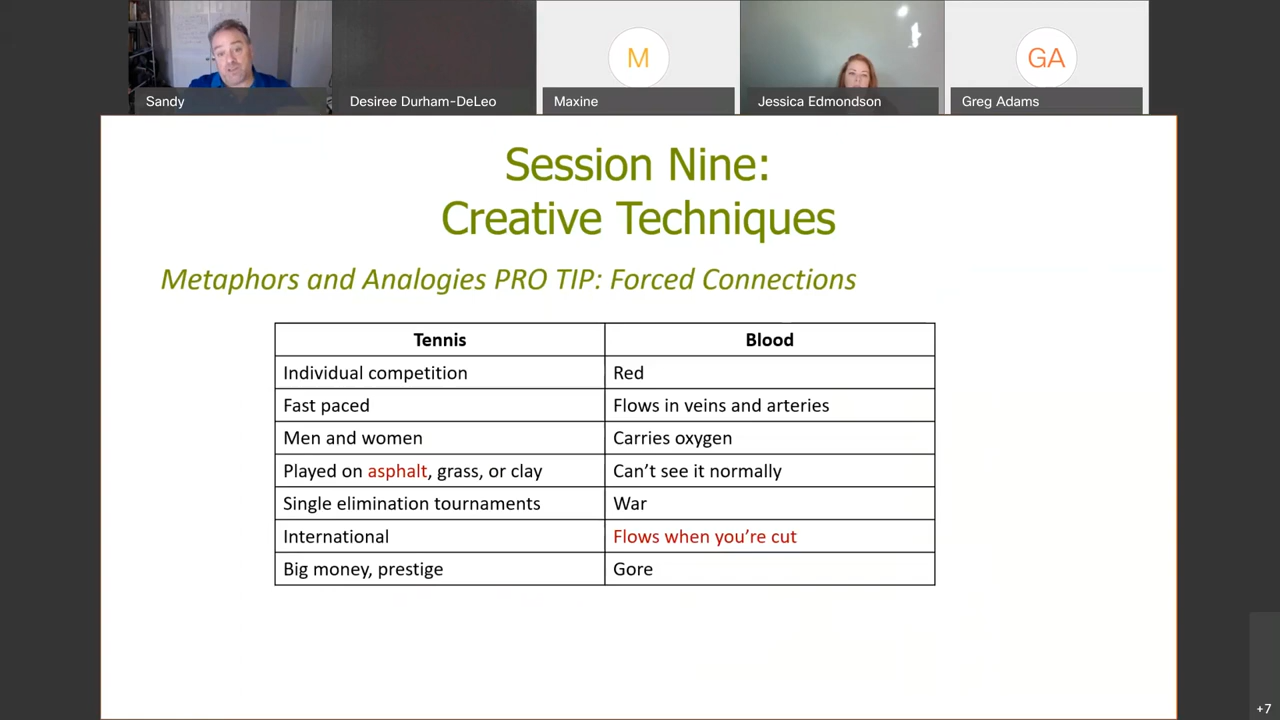 Sandy
Desiree Durham-DeLeo
M
Maxine
Jessica Edmondson
GA
Greg Adams
Session Nine:
Creative Techniques
Metaphors and Analogies PRO TIP: Forced Connections
Tennis Blood
Individual competition Red
Fast paced Flows in veins and arteries
Men and women Carries oxygen
Played on asphalt, grass, or clay Can't see it normally
Single elimination tournaments War
International Flows when you're cut
Big money, prestige Gore
+7